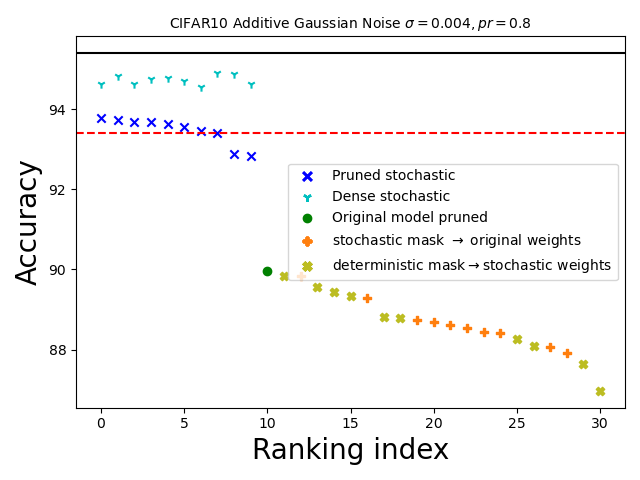 CIFAR10 Additive Gaussian Noise σ = 0.004, pr = 0.8
Accuracy
94
92
90
88
Pruned stochastic
Dense stochastic
Original model pruned
stochastic mask → original weights
deterministic mask → stochastic weights
0 5 10 15 20 25 30
Ranking index